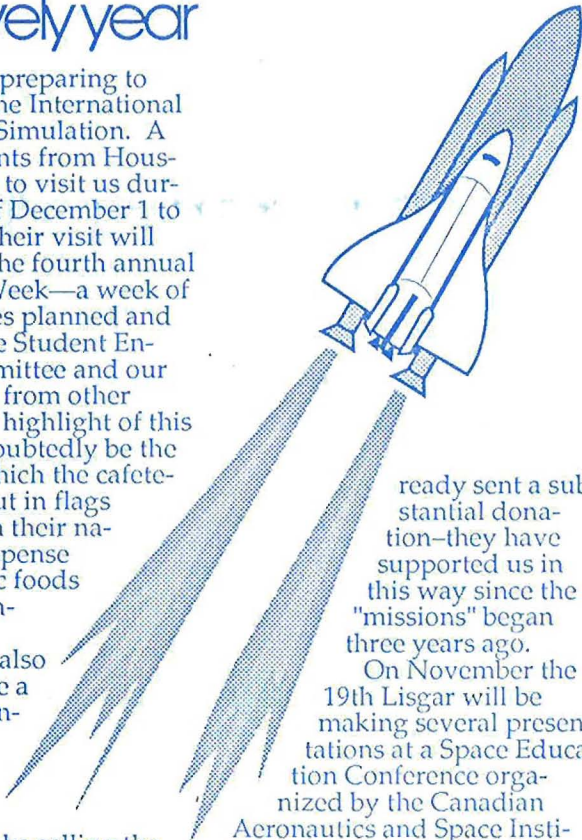 vely year
preparing to
ne International
Simulation. A
nts from Hous-
to visit us dur-
f December 1 to
heir visit will
he fourth annual
Week—a week of
es planned and
e Student En-
mittee and our
from other
highlight of this
oubtedly be the
hich the cafete-
ut in flags
n their na-
pense
c foods
n-
also
e a
n-
ready sent a sub
stantial dona-
tion–they have
supported us in
this way since the
"missions" began
three years ago.
On November the
19th Lisgar will be
making several presen
tations at a Space Educa
tion Conference orga-
nized by the Canadian
Aeronautics and Space Insti-